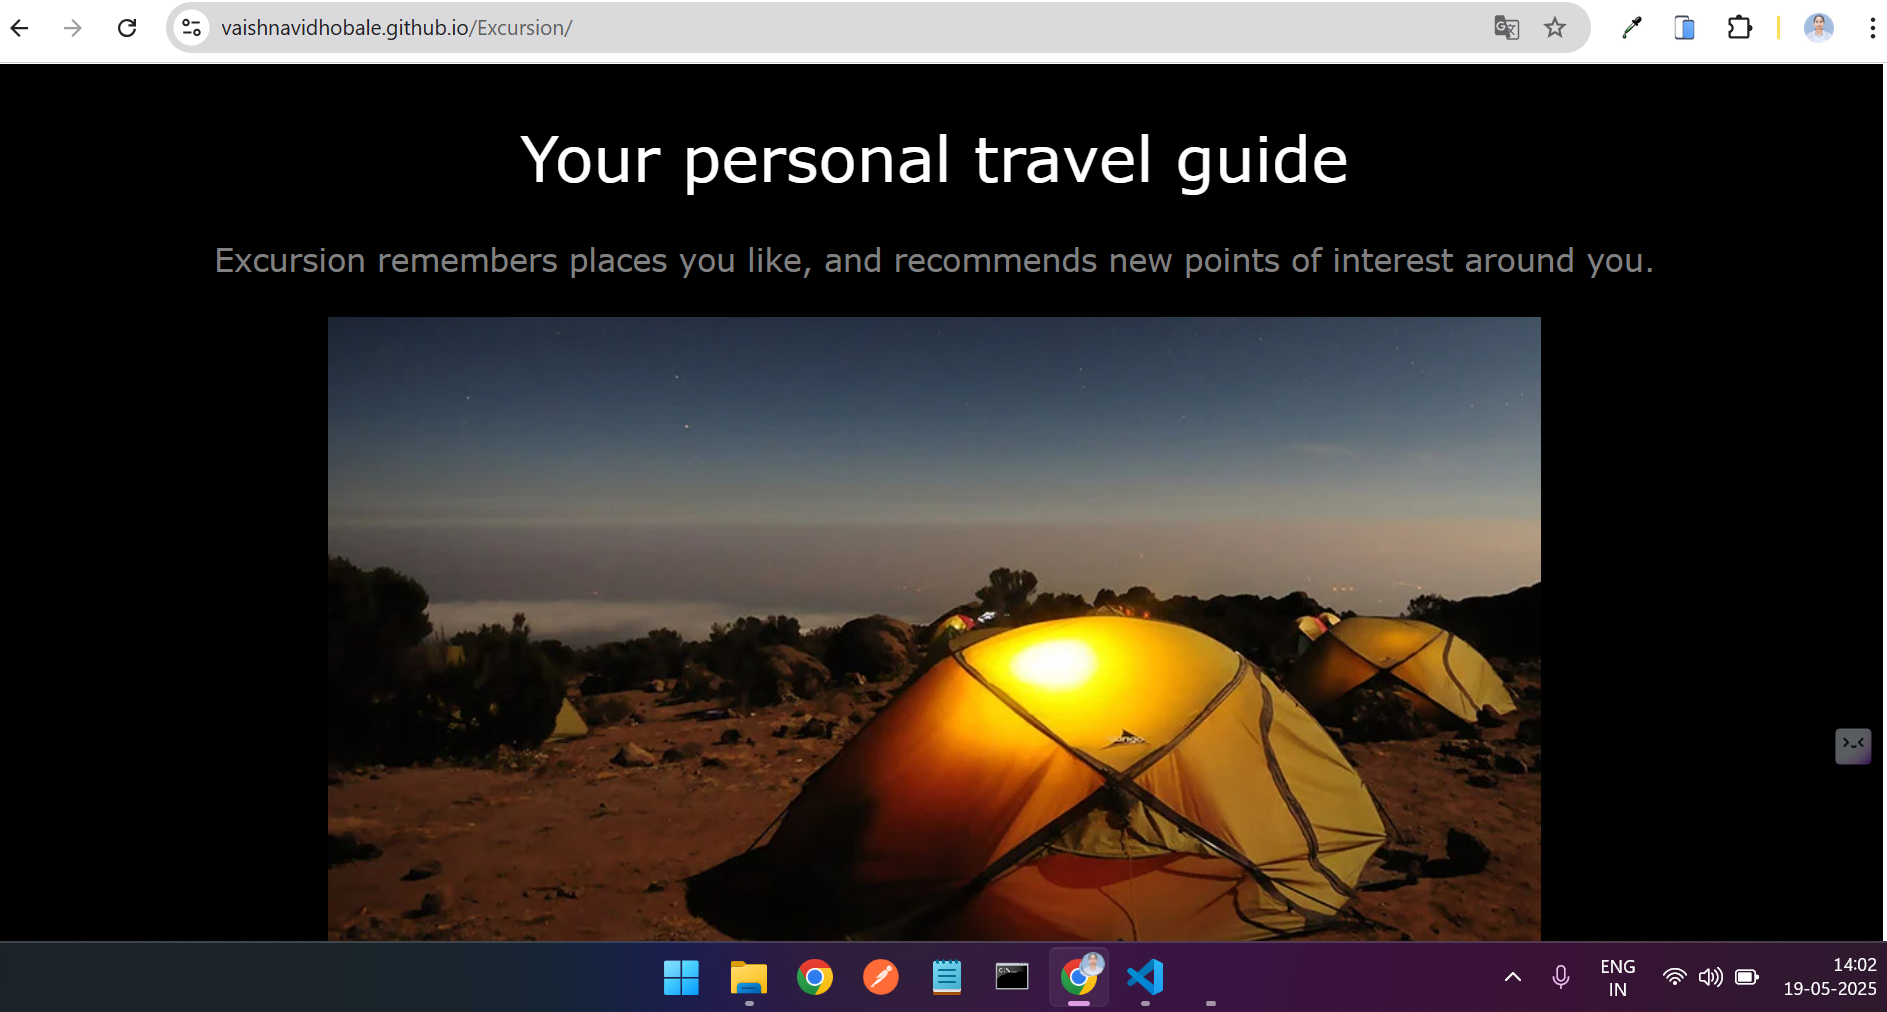 vaishnavidhobale.github.io/Excursion/
Your personal travel guide
Excursion remembers places you like, and recommends new points of interest around you.
ENG
IN
14:02
19-05-2025